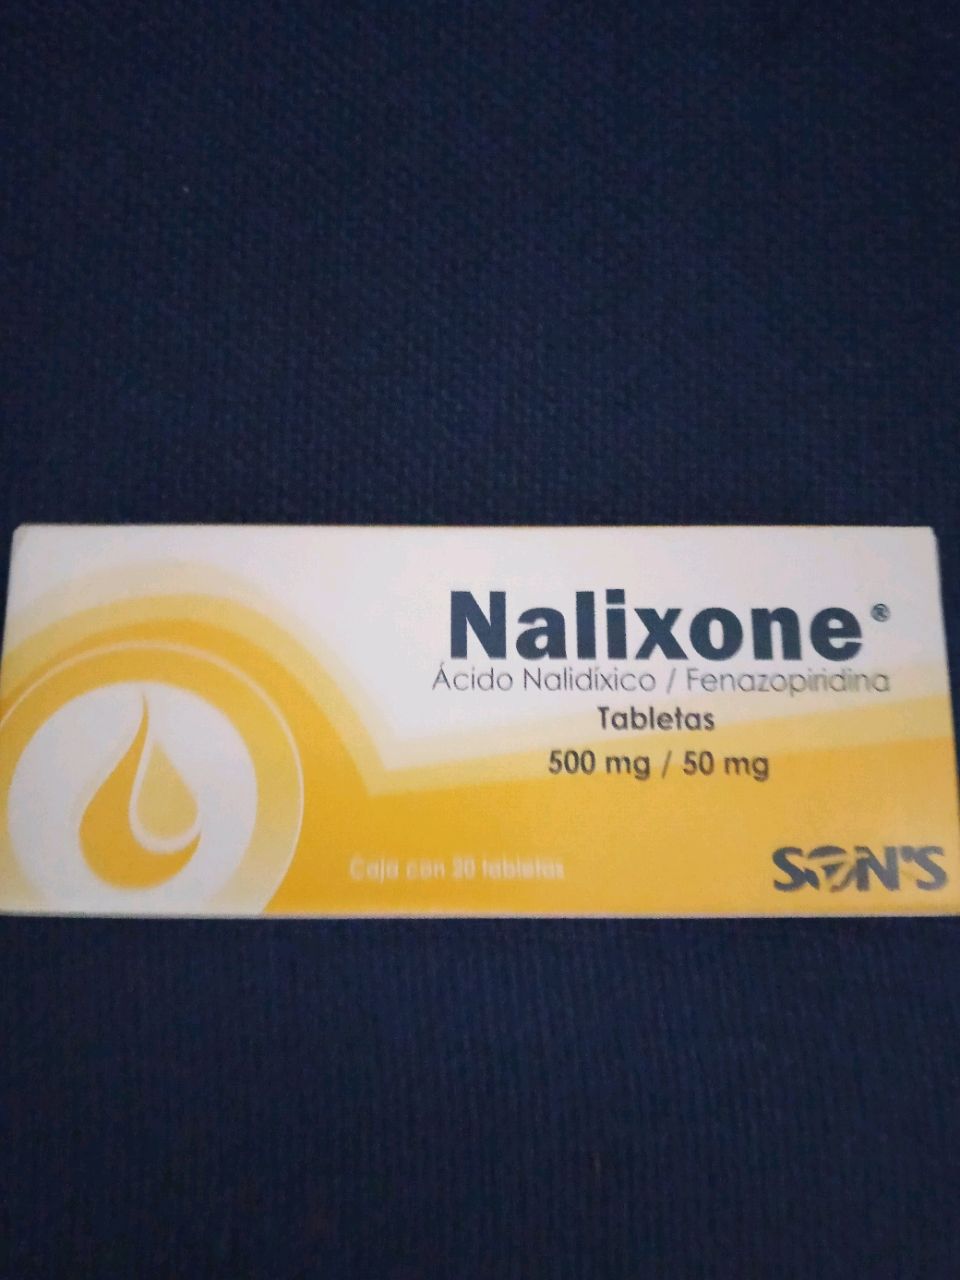 Nalixone®
Ácido Nalidíxico / Fenazopiridina
Tabletas
500 mg / 50 mg
Caja con 20 tabletas
SON'S